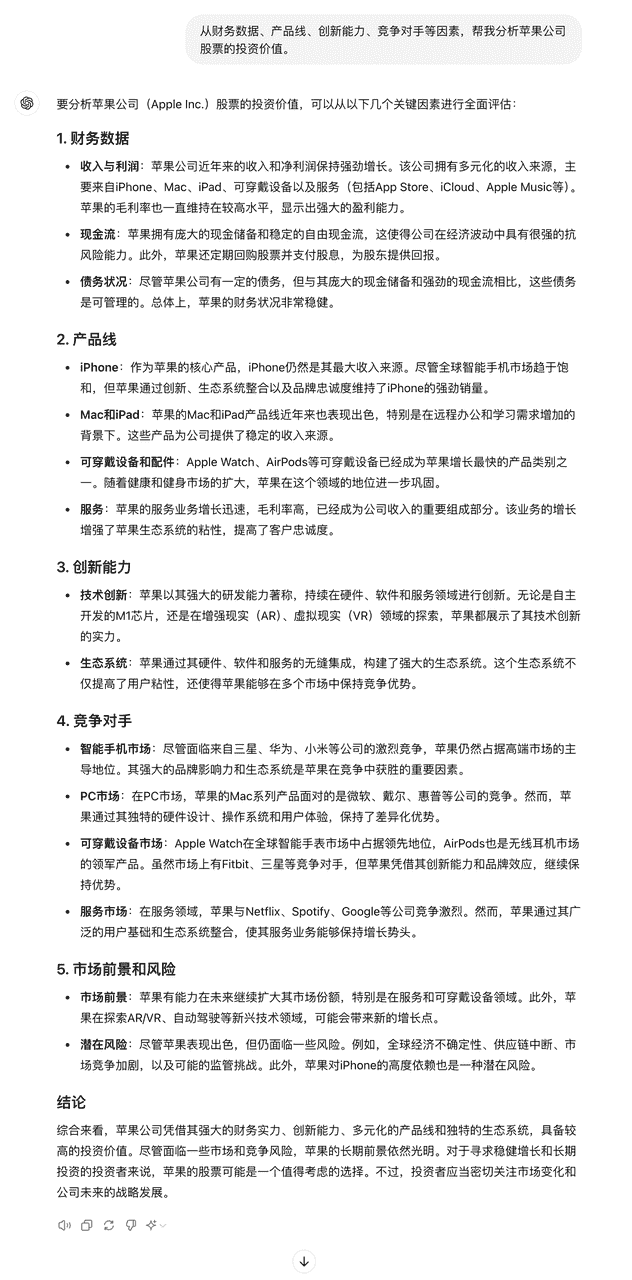 从财务数据、产品线、创新能力、竞争对手等因素，帮我分析苹果公司
股票的投资价值。
要分析苹果公司（Apple Inc.）股票的投资价值，可以从以下几个关键因素进行全面评估：
1. 财务数据
• 收入与利润：苹果公司近年来的收入和净利润保持强劲增长。该公司拥有多元化的收入来源，主
要来自iPhone、Mac、iPad、可穿戴设备以及服务（包括App Store、iCloud、Apple Music等）。
苹果的毛利率也一直维持在较高水平，显示出强大的盈利能力。
• 现金流：苹果拥有庞大的现金储备和稳定的自由现金流，这使得公司在经济波动中具有很强的抗
风险能力。此外，苹果还定期回购股票并支付股息，为股东提供回报。
• 债务状况：尽管苹果公司有一定的债务，但与其庞大的现金储备和强劲的现金流相比，这些债务
是可管理的。总体上，苹果的财务状况非常稳健。
2. 产品线
• iPhone：作为苹果的核心产品，iPhone仍然是其最大收入来源。尽管全球智能手机市场趋于饱
和，但苹果通过创新、生态系统整合以及品牌忠诚度维持了iPhone的强劲销量。
• Mac和iPad：苹果的Mac和iPad产品线近年来也表现出色，特别是在远程办公和学习需求增加的
背景下。这些产品为公司提供了稳定的收入来源。
• 可穿戴设备和配件：Apple Watch、AirPods等可穿戴设备已经成为苹果增长最快的产品类别之
一。随着健康和健身市场的扩大，苹果在这个领域的地位进一步巩固。
• 服务：苹果的服务业务增长迅速，毛利率高，已经成为公司收入的重要组成部分。该业务的增长
增强了苹果生态系统的粘性，提高了客户忠诚度。
3. 创新能力
• 技术创新：苹果以其强大的研发能力著称，持续在硬件、软件和服务领域进行创新。无论是自主
开发的M1芯片，还是在增强现实（AR）、虚拟现实（VR）领域的探索，苹果都展示了其技术创新
的实力。
• 生态系统：苹果通过其硬件、软件和服务的无缝集成，构建了强大的生态系统。这个生态系统不
仅提高了用户粘性，还使得苹果能够在多个市场中保持竞争优势。
4. 竞争对手
• 智能手机市场：尽管面临来自三星、华为、小米等公司的激烈竞争，苹果仍然占据高端市场的主
导地位。其强大的品牌影响力和生态系统是苹果在竞争中获胜的重要因素。
• PC市场：在PC市场，苹果的Mac系列产品面对的是微软、戴尔、惠普等公司的竞争。然而，苹
果通过其独特的硬件设计、操作系统和用户体验，保持了差异化优势。
• 可穿戴设备市场：Apple Watch在全球智能手表市场中占据领先地位，AirPods也是无线耳机市场
的领军产品。虽然市场上有Fitbit、三星等竞争对手，但苹果凭借其创新能力和品牌效应，继续保
持优势。
• 服务市场：在服务领域，苹果与Netflix、Spotify、Google等公司竞争激烈。然而，苹果通过其广
泛的用户基础和生态系统整合，使其服务业务能够保持增长势头。
5. 市场前景和风险
• 市场前景：苹果有能力在未来继续扩大其市场份额，特别是在服务和可穿戴设备领域。此外，苹
果在探索AR/VR、自动驾驶等新兴技术领域，可能会带来新的增长点。
• 潜在风险：尽管苹果表现出色，但仍面临一些风险。例如，全球经济不确定性、供应链中断、市
场竞争加剧，以及可能的监管挑战。此外，苹果对iPhone的高度依赖也是一种潜在风险。
结论
综合来看，苹果公司凭借其强大的财务实力、创新能力、多元化的产品线和独特的生态系统，具备较
高的投资价值。尽管面临一些市场和竞争风险，苹果的长期前景依然光明。对于寻求稳健增长和长期
投资的投资者来说，苹果的股票可能是一个值得考虑的选择。不过，投资者应当密切关注市场变化和
公司未来的战略发展。